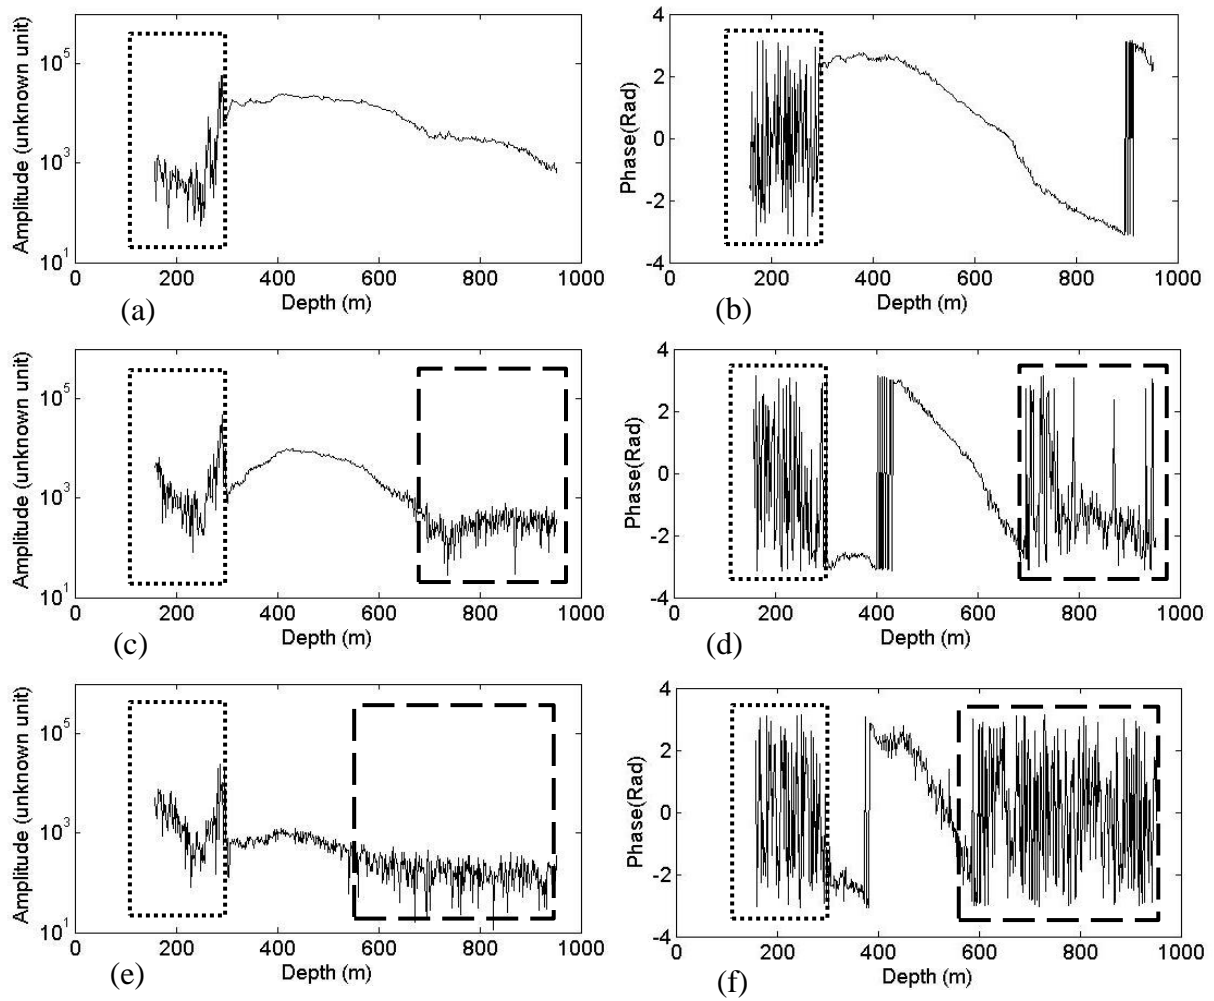 Amplitude (unknown unit)
10^5
10^3
10^1
0 200 400 600 800 1000
Depth (m)
(a)
Phase(Rad)
4
2
0
-2
-4
0 200 400 600 800 1000
Depth (m)
(b)
Amplitude (unknown unit)
10^5
10^3
10^1
0 200 400 600 800 1000
Depth (m)
(c)
Phase(Rad)
4
2
0
-2
-4
0 200 400 600 800 1000
Depth (m)
(d)
Amplitude (unknown unit)
10^5
10^3
10^1
0 200 400 600 800 1000
Depth (m)
(e)
Phase(Rad)
4
2
0
-2
-4
0 200 400 600 800 1000
Depth (m)
(f)